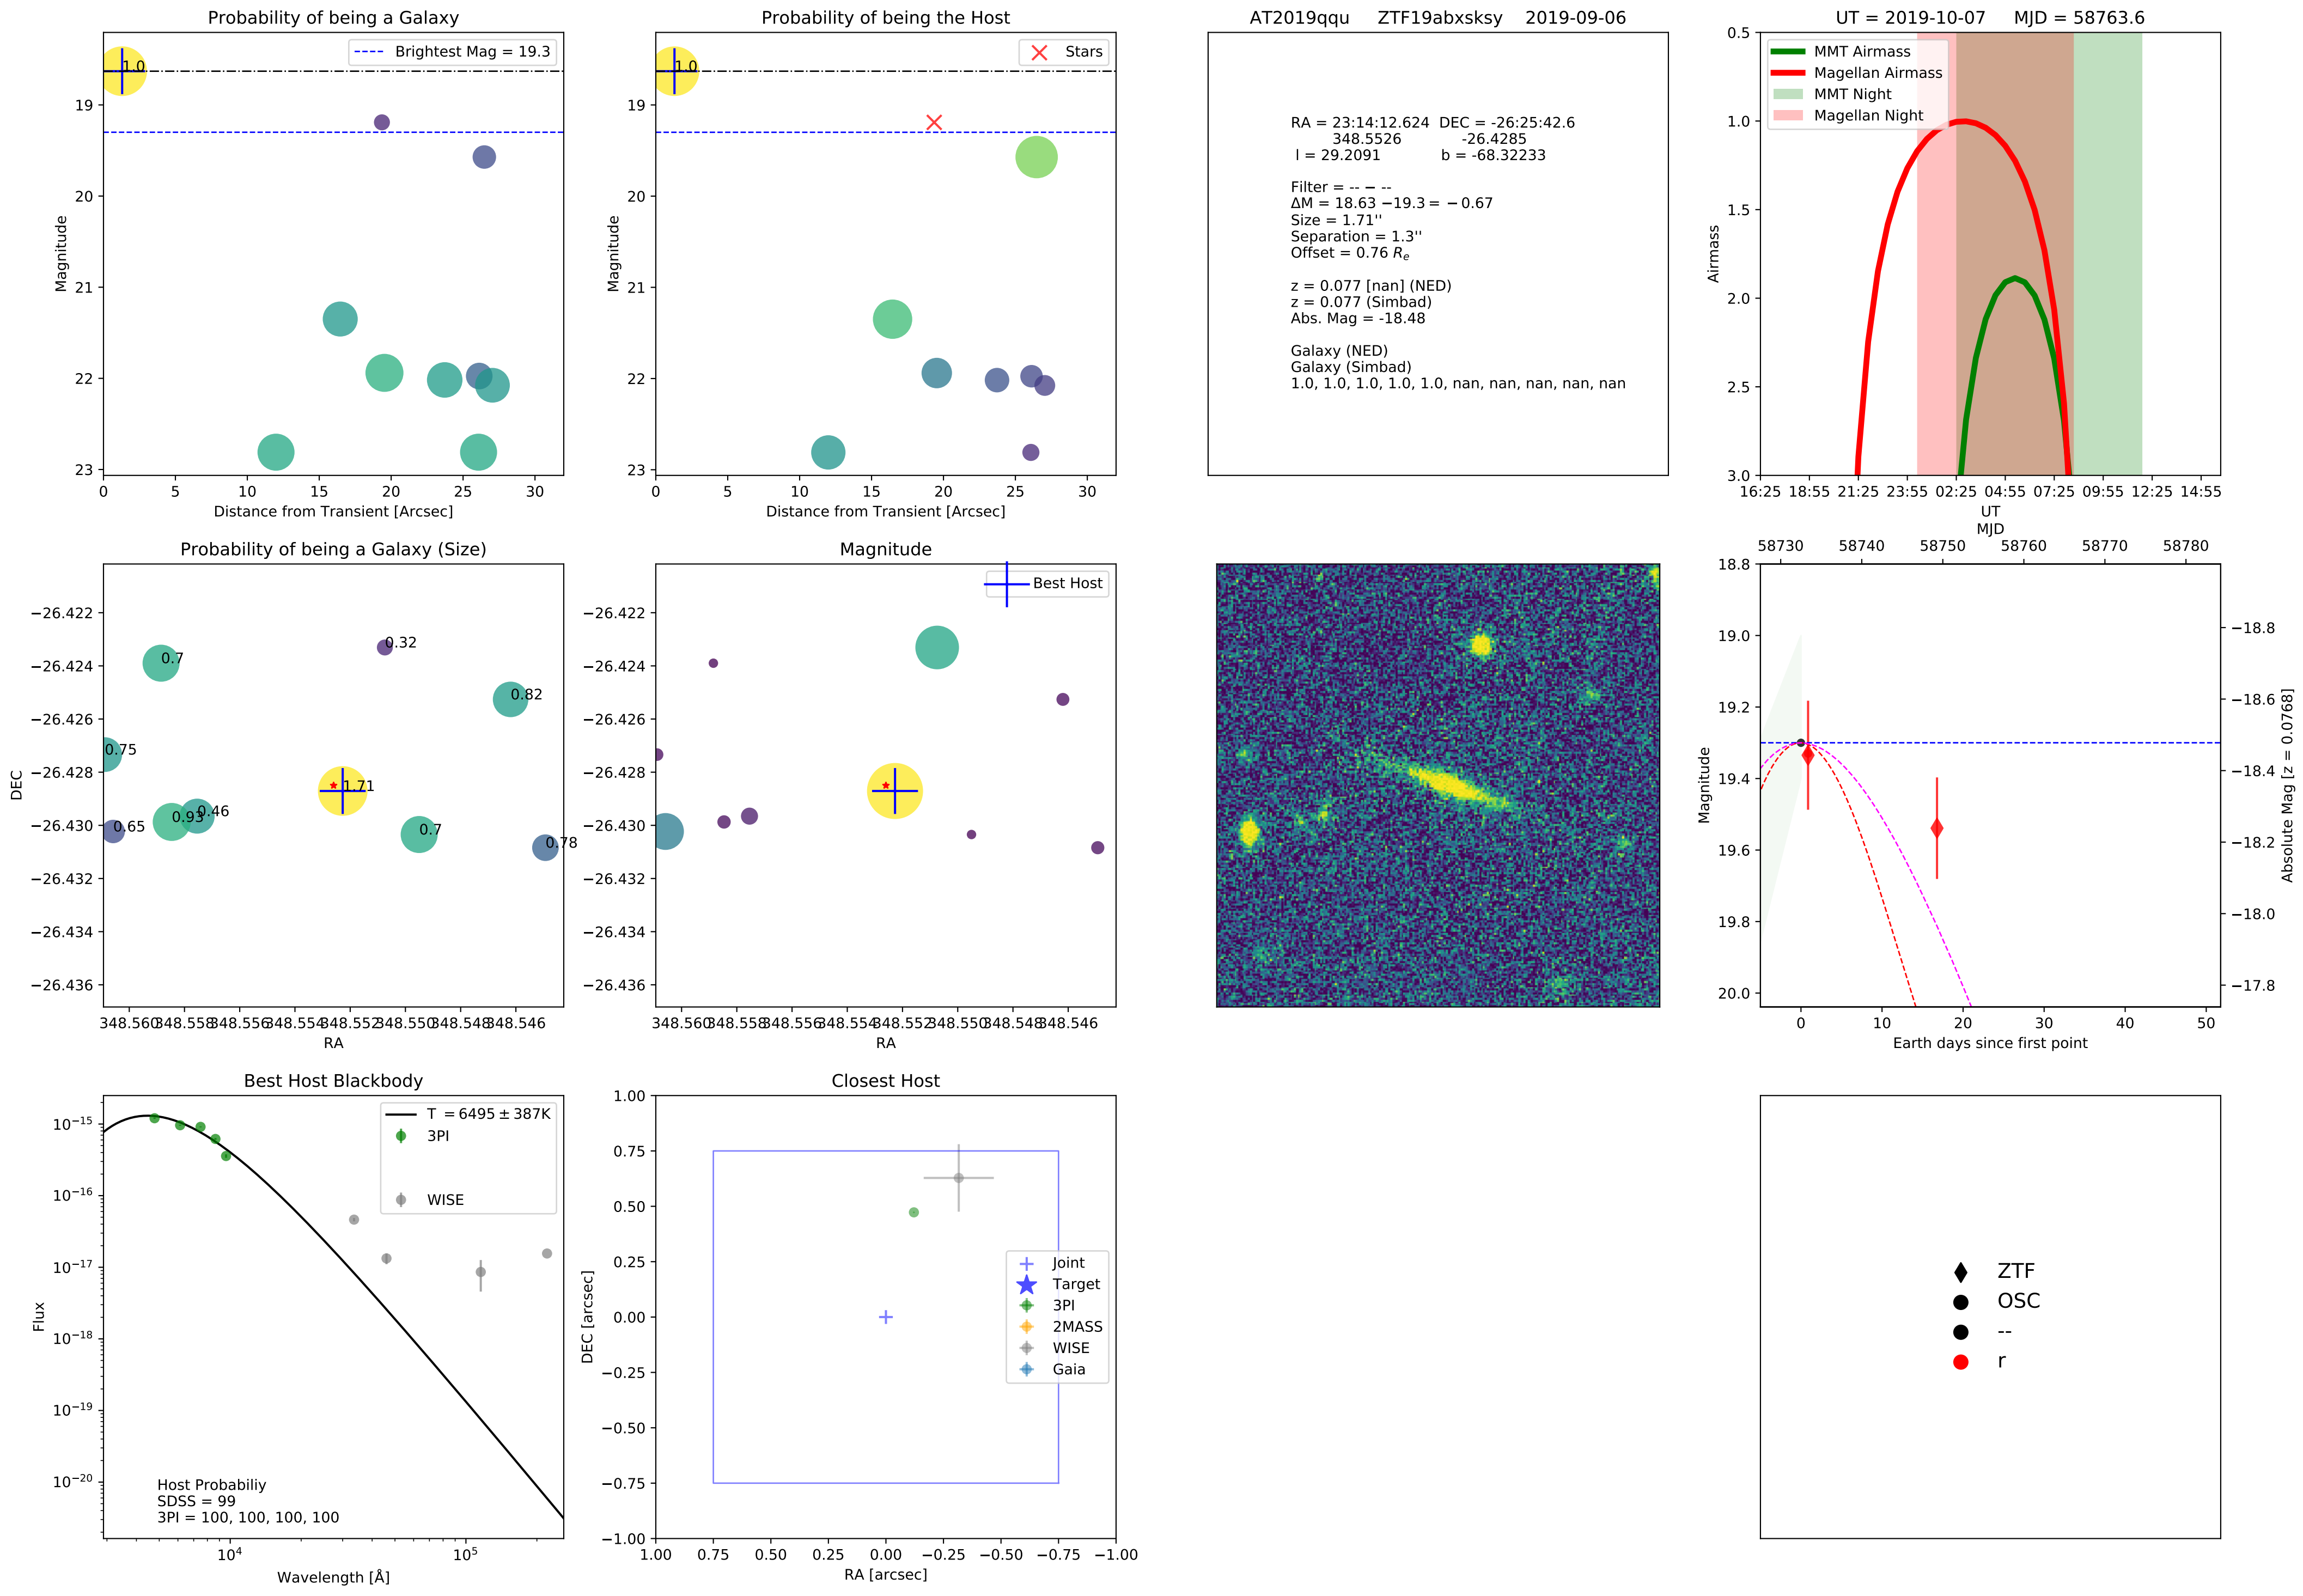 Probability of being a Galaxy
Brightest Mag = 19.3
1.0
Magnitude
19
20
21
22
23
0 5 10 15 20 25 30
Distance from Transient [Arcsec]
Probability of being the Host
Stars
1.0
Magnitude
19
20
21
22
23
0 5 10 15 20 25 30
Distance from Transient [Arcsec]
AT2019qqu ZTF19abxsksy 2019-09-06
RA = 23:14:12.624 DEC = -26:25:42.6
348.5526 -26.4285
l = 29.2091 b = -68.32233
Filter = -- − --
ΔM = 18.63 −19.3 = −0.67
Size = 1.71''
Separation = 1.3''
Offset = 0.76 Re
z = 0.077 [nan] (NED)
z = 0.077 (Simbad)
Abs. Mag = -18.48
Galaxy (NED)
Galaxy (Simbad)
1.0, 1.0, 1.0, 1.0, 1.0, nan, nan, nan, nan, nan
UT = 2019-10-07 MJD = 58763.6
MMT Airmass
Magellan Airmass
MMT Night
Magellan Night
Airmass
0.5
1.0
1.5
2.0
2.5
3.0
16:25 18:55 21:25 23:55 02:25 04:55 07:25 09:55 12:25 14:55
UT
Probability of being a Galaxy (Size)
DEC
−26.422
−26.424
−26.426
−26.428
−26.430
−26.432
−26.434
−26.436
0.7
0.32
0.82
0.75
1.71
0.46
0.93
0.65
0.7
0.78
348.560 348.558 348.556 348.554 348.552 348.550 348.548 348.546
RA
Magnitude
Best Host
−26.422
−26.424
−26.426
−26.428
−26.430
−26.432
−26.434
−26.436
348.560 348.558 348.556 348.554 348.552 348.550 348.548 348.546
RA
MJD
58730 58740 58750 58760 58770 58780
Magnitude
18.8
19.0
19.2
19.4
19.6
19.8
20.0
−18.8
−18.6
−18.4
−18.2
−18.0
−17.8
Absolute Mag [z = 0.0768]
0 10 20 30 40 50
Earth days since first point
Best Host Blackbody
T = 6495 ± 387K
3PI
WISE
Flux
10−15
10−16
10−17
10−18
10−19
10−20
Host Probabiliy
SDSS = 99
3PI = 100, 100, 100, 100
104 105
Wavelength [Å]
Closest Host
DEC [arcsec]
1.00
0.75
0.50
0.25
0.00
−0.25
−0.50
−0.75
−1.00
Joint
Target
3PI
2MASS
WISE
Gaia
1.00 0.75 0.50 0.25 0.00 −0.25 −0.50 −0.75 −1.00
RA [arcsec]
ZTF
OSC
--
r